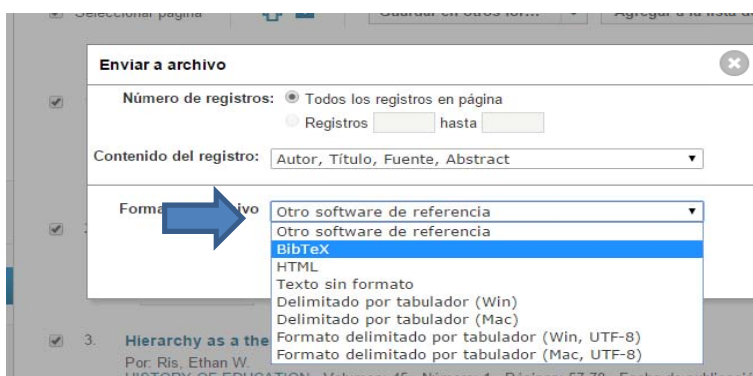 Seleccionar página
Guardar en otros for...
Agregar a la lista d
Enviar a archivo
Número de registros: Todos los registros en página
Registros hasta
Contenido del registro: Autor, Título, Fuente, Abstract
Forma ivo Otro software de referencia
Otro software de referencia
BibTeX
HTML
Texto sin formato
Delimitado por tabulador (Win)
Delimitado por tabulador (Mac)
Formato delimitado por tabulador (Win, UTF-8)
Formato delimitado por tabulador (Mac, UTF-8)
3. Hierarchy as a the
Por: Ris, Ethan W.